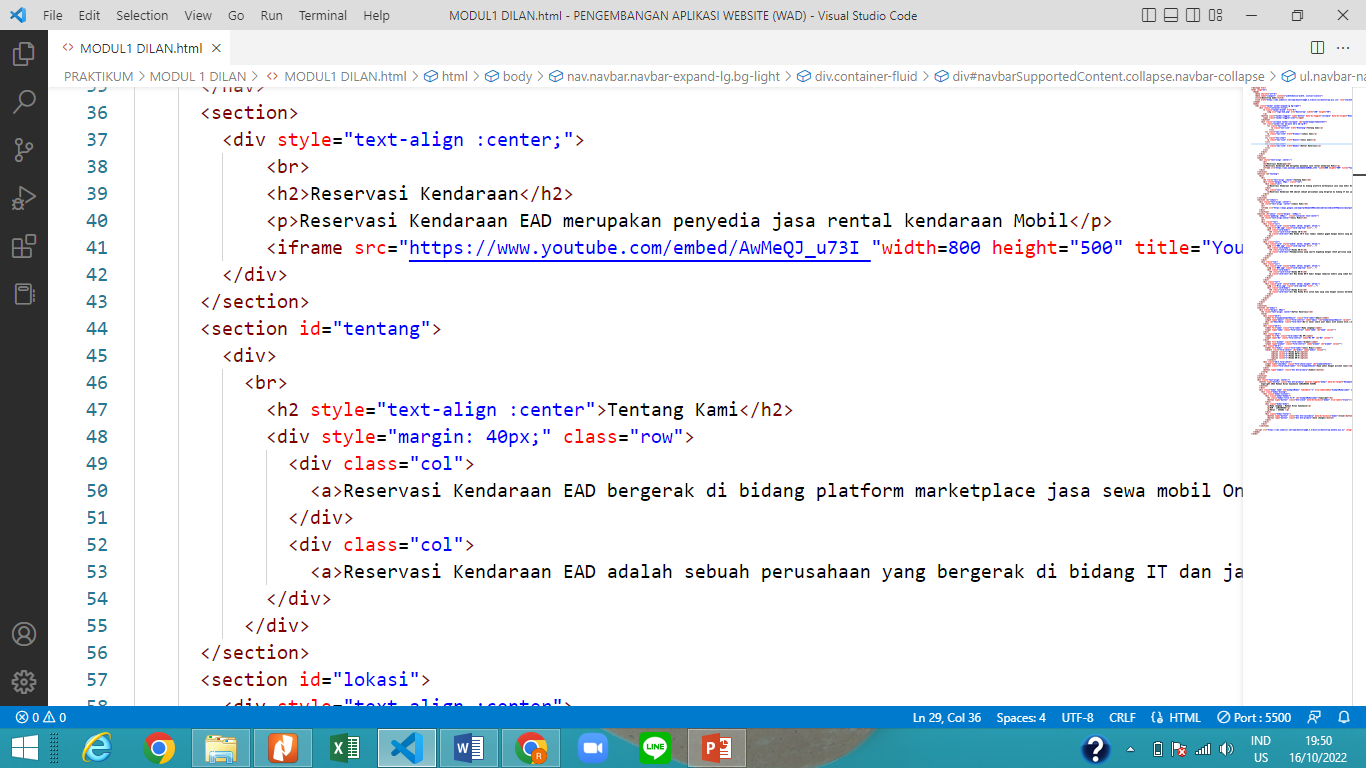 File Edit Selection View Go Run Terminal Help MODUL1 DILAN.html - PENGEMBANGAN APLIKASI WEBSITE (WAD) - Visual Studio Code
MODUL1 DILAN.html
PRAKTIKUM > MODUL 1 DILAN > MODUL1 DILAN.html > html > body > nav.navbar.navbar-expand-lg.bg-light > div.container-fluid > div#navbarSupportedContent.collapse.navbar-collapse > ul.navbar-na
35 </nav>
36 <section>
37 <div style="text-align :center;">
38 <br>
39 <h2>Reservasi Kendaraan</h2>
40 <p>Reservasi Kendaraan EAD merupakan penyedia jasa rental kendaraan Mobil</p>
41 <iframe src="https://www.youtube.com/embed/AwMeQJ_u73I "width=800 height="500" title="You
42 </div>
43 </section>
44 <section id="tentang">
45 <div>
46 <br>
47 <h2 style="text-align :center">Tentang Kami</h2>
48 <div style="margin: 40px;" class="row">
49 <div class="col">
50 <a>Reservasi Kendaraan EAD bergerak di bidang platform marketplace jasa sewa mobil On
51 </div>
52 <div class="col">
53 <a>Reservasi Kendaraan EAD adalah sebuah perusahaan yang bergerak di bidang IT dan ja
54 </div>
55 </div>
56 </section>
57 <section id="lokasi">
58 <div style="text-align :center">
0 0 Ln 29, Col 36 Spaces: 4 UTF-8 CRLF HTML Port : 5500
IND 19:50
US 16/10/2022